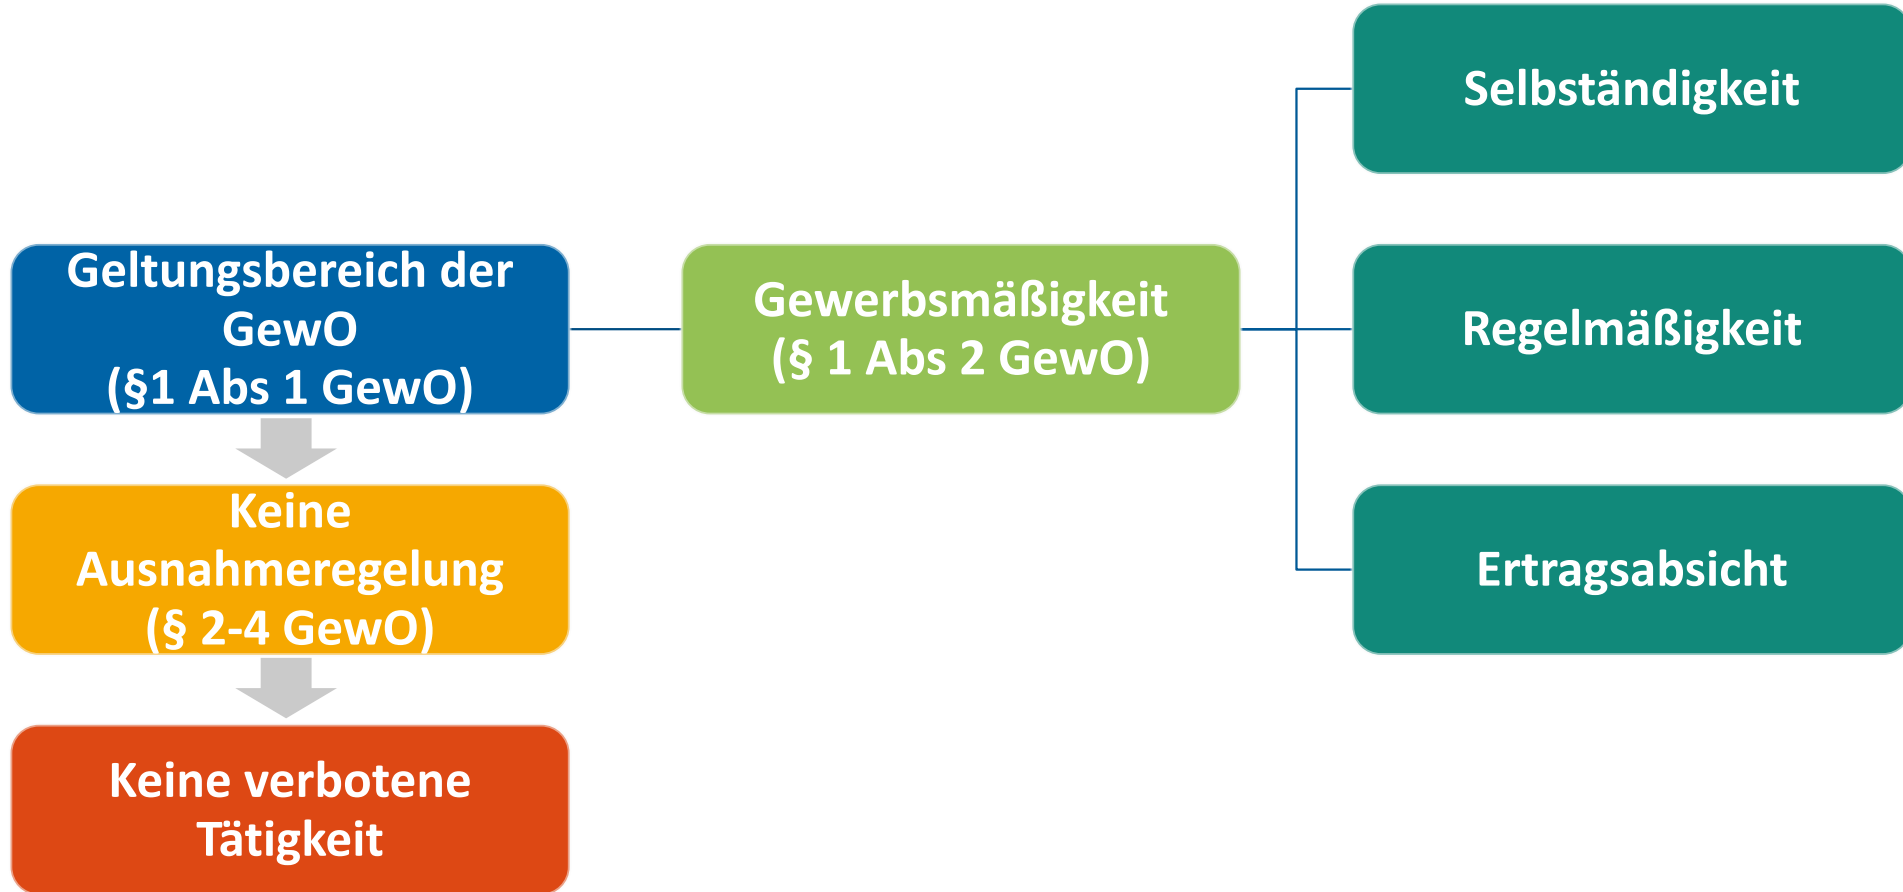 Geltungsbereich der
GewO
(§1 Abs 1 GewO)
Keine
Ausnahmeregelung
(§ 2-4 GewO)
Keine verbotene
Tätigkeit
Gewerbsmäßigkeit
(§ 1 Abs 2 GewO)
Selbständigkeit
Regelmäßigkeit
Ertragsabsicht